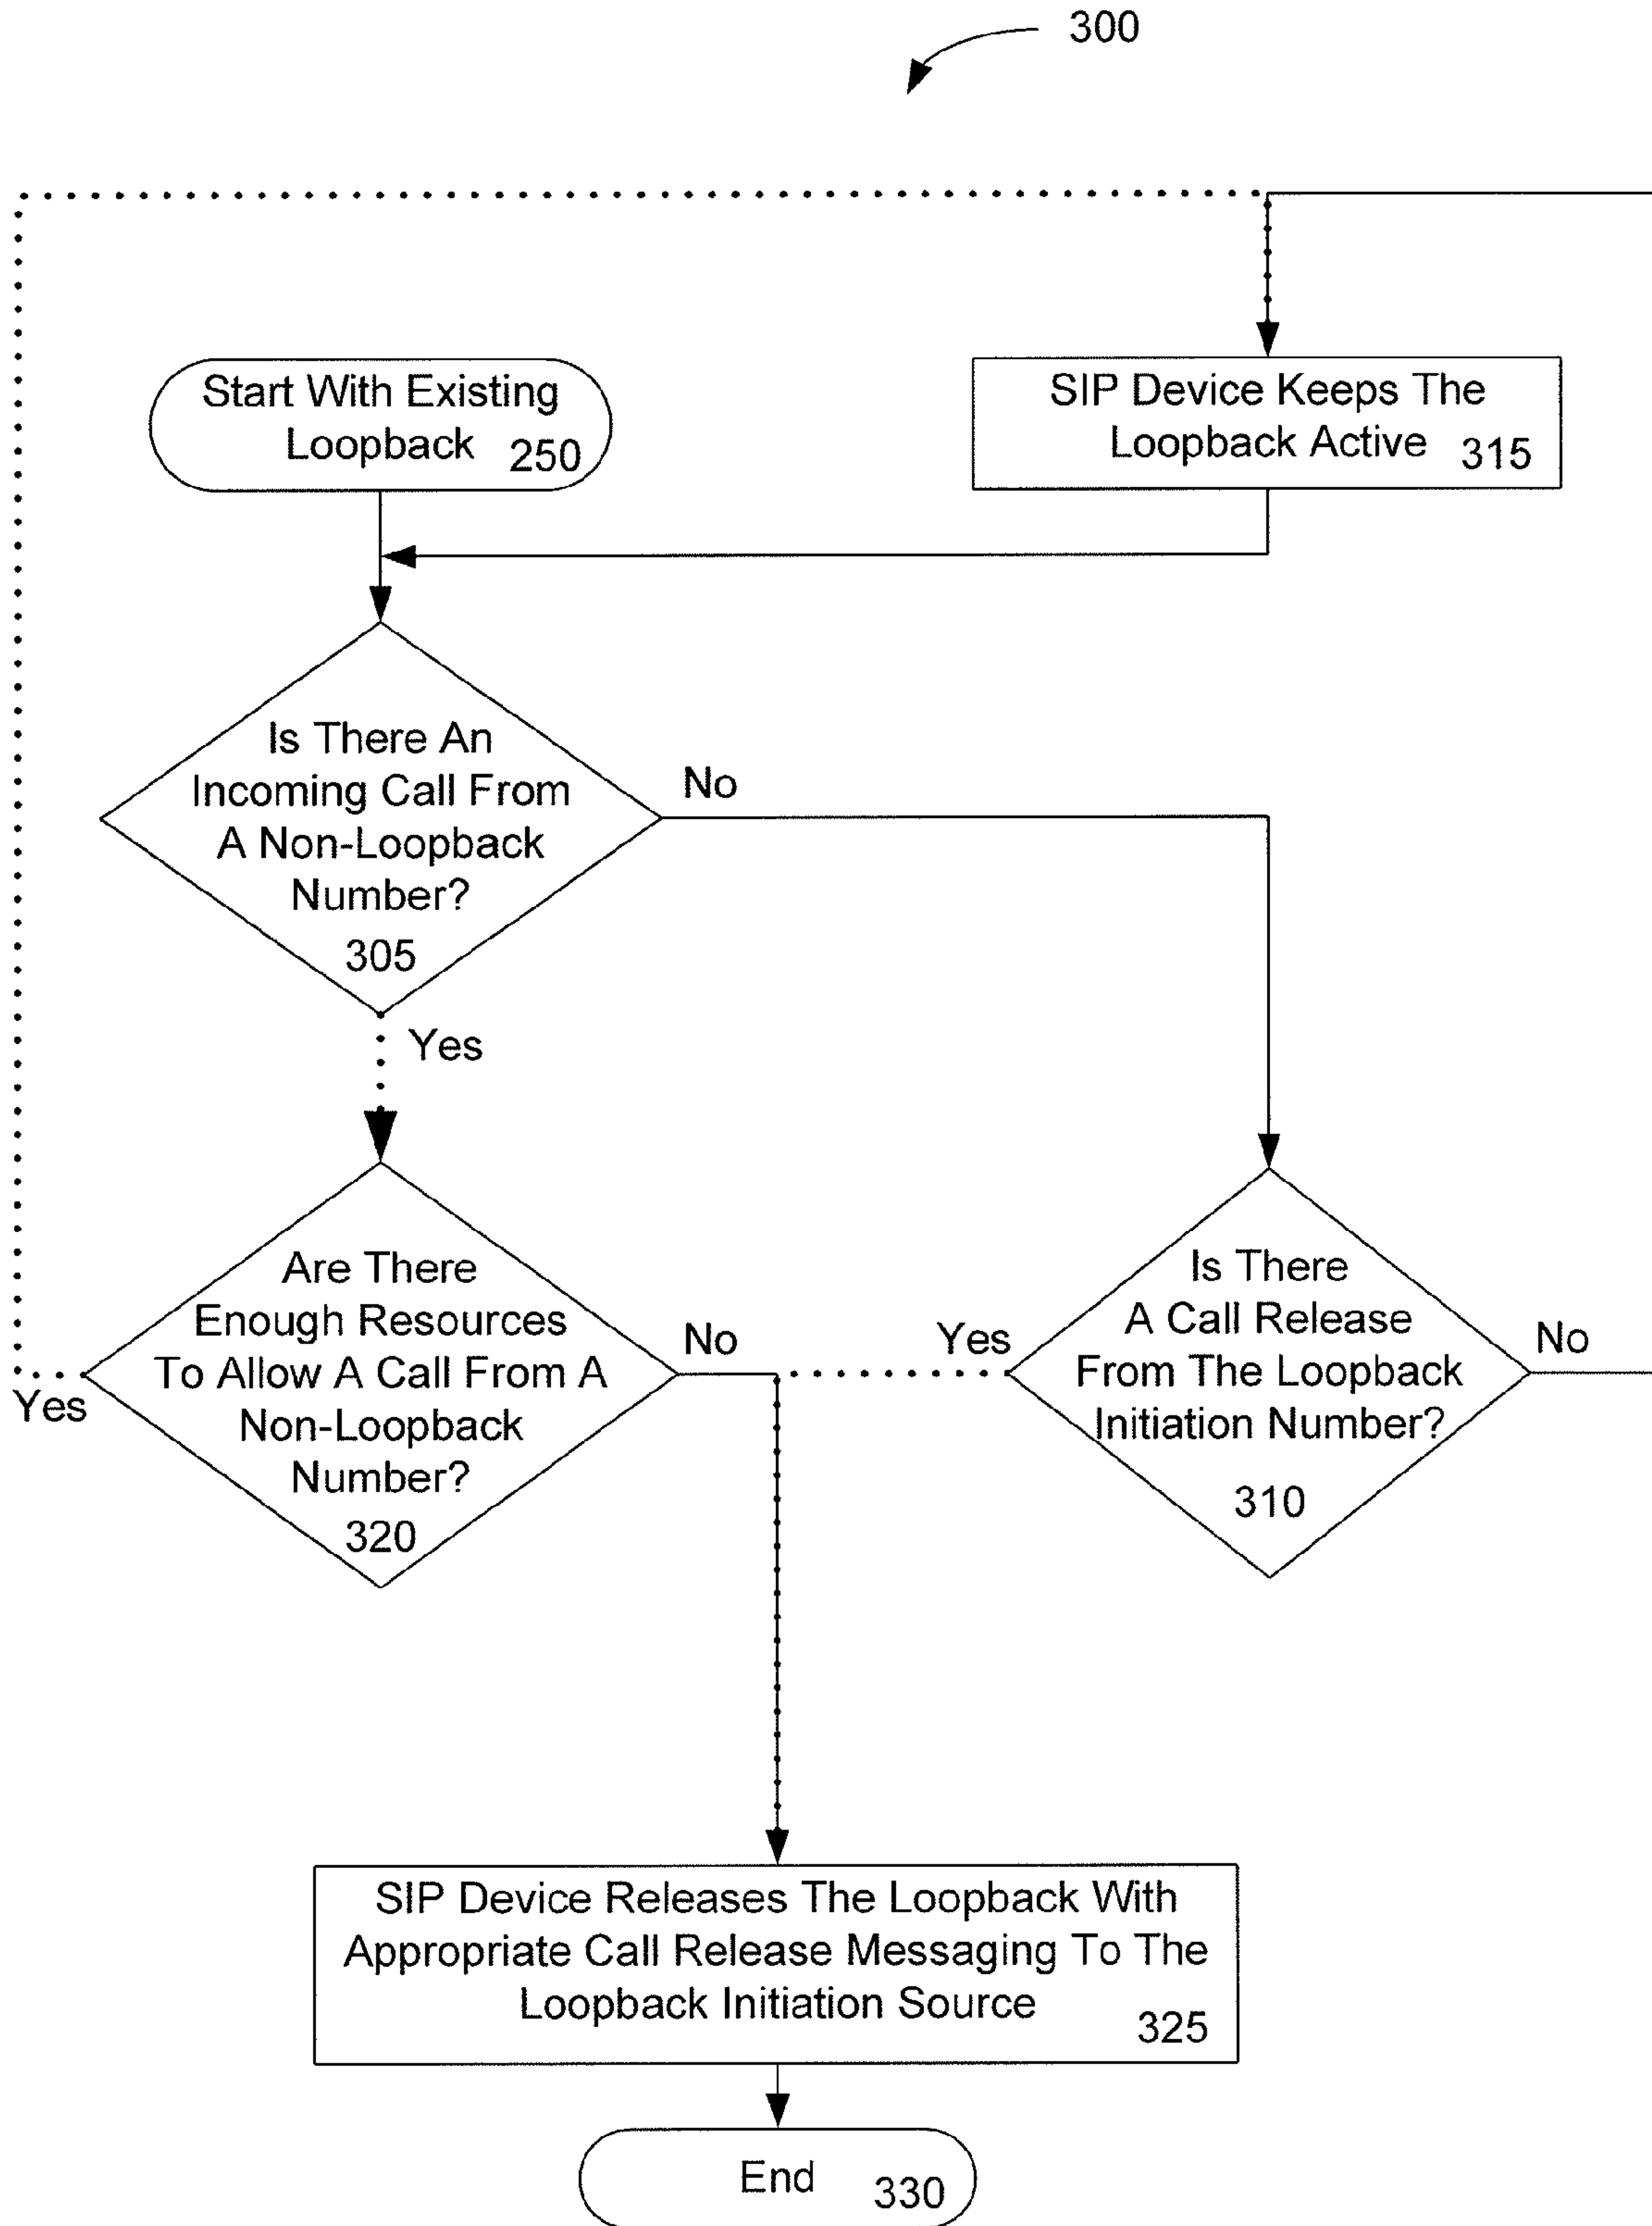 300
Start With Existing
Loopback 250
SIP Device Keeps The
Loopback Active 315
Is There An
Incoming Call From
A Non-Loopback
Number?
305
No
Yes
Are There
Enough Resources
To Allow A Call From A
Non-Loopback
Number?
320
Yes
No
Is There
A Call Release
From The Loopback
Initiation Number?
310
Yes
No
SIP Device Releases The Loopback With
Appropriate Call Release Messaging To The
Loopback Initiation Source
325
End 330